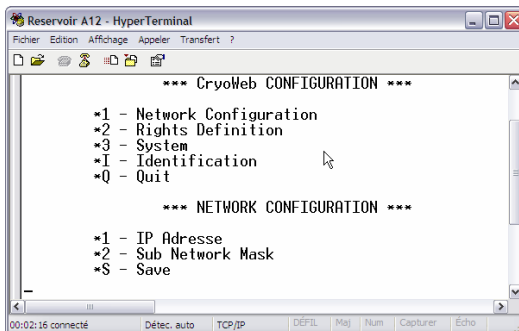 Reservoir A12 - HyperTerminal
Fichier Edition Affichage Appeler Transfert ?
*** CryoWeb CONFIGURATION ***
*1 - Network Configuration
*2 - Rights Definition
*3 - System
*I - Identification
*Q - Quit
*** NETWORK CONFIGURATION ***
*1 - IP Adresse
*2 - Sub Network Mask
*S - Save
00:02:16 connecté Détec. auto TCP/IP DÉFIL Maj Num Capturer Écho